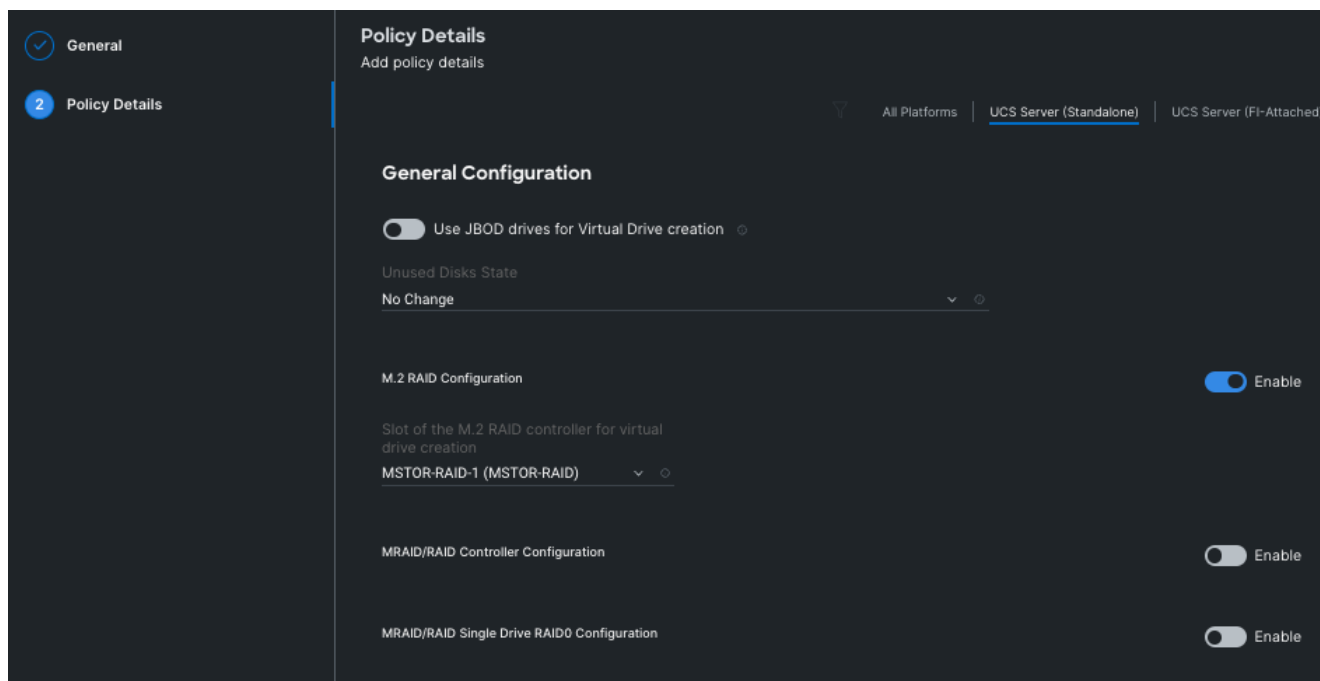 General
2 Policy Details
Policy Details
Add policy details
All Platforms
UCS Server (Standalone)
UCS Server (FI-Attached)
General Configuration
Use JBOD drives for Virtual Drive creation
Unused Disks State
No Change
M.2 RAID Configuration
Enable
Slot of the M.2 RAID controller for virtual
drive creation
MSTOR-RAID-1 (MSTOR-RAID)
MRAID/RAID Controller Configuration
Enable
MRAID/RAID Single Drive RAID0 Configuration
Enable